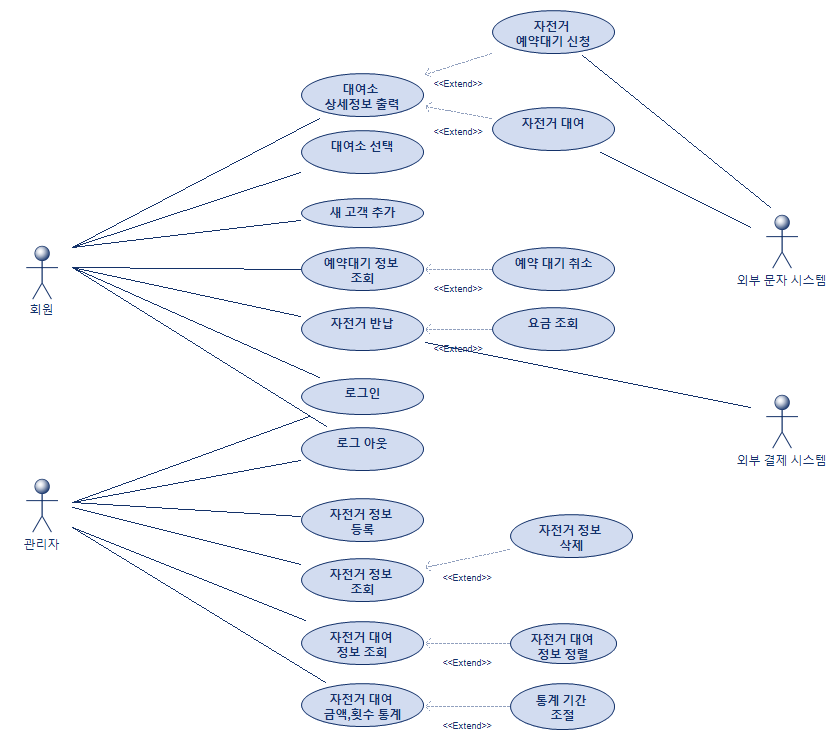 자전거
예약대기 신청
<<Extend>>
대여소
상세정보 출력
자전거 대여
<<Extend>>
대여소 선택
새 고객 추가
예약대기 정보
조회
예약 대기 취소
<<Extend>>
외부 문자 시스템
회원
자전거 반납
요금 조회
<<Extend>>
로그인
로그 아웃
외부 결제 시스템
자전거 정보
등록
자전거 정보
삭제
관리자
자전거 정보
조회
<<Extend>>
자전거 대여
정보 조회
자전거 대여
정보 정렬
<<Extend>>
자전거 대여
금액,횟수 통계
통계 기간
조절
<<Extend>>